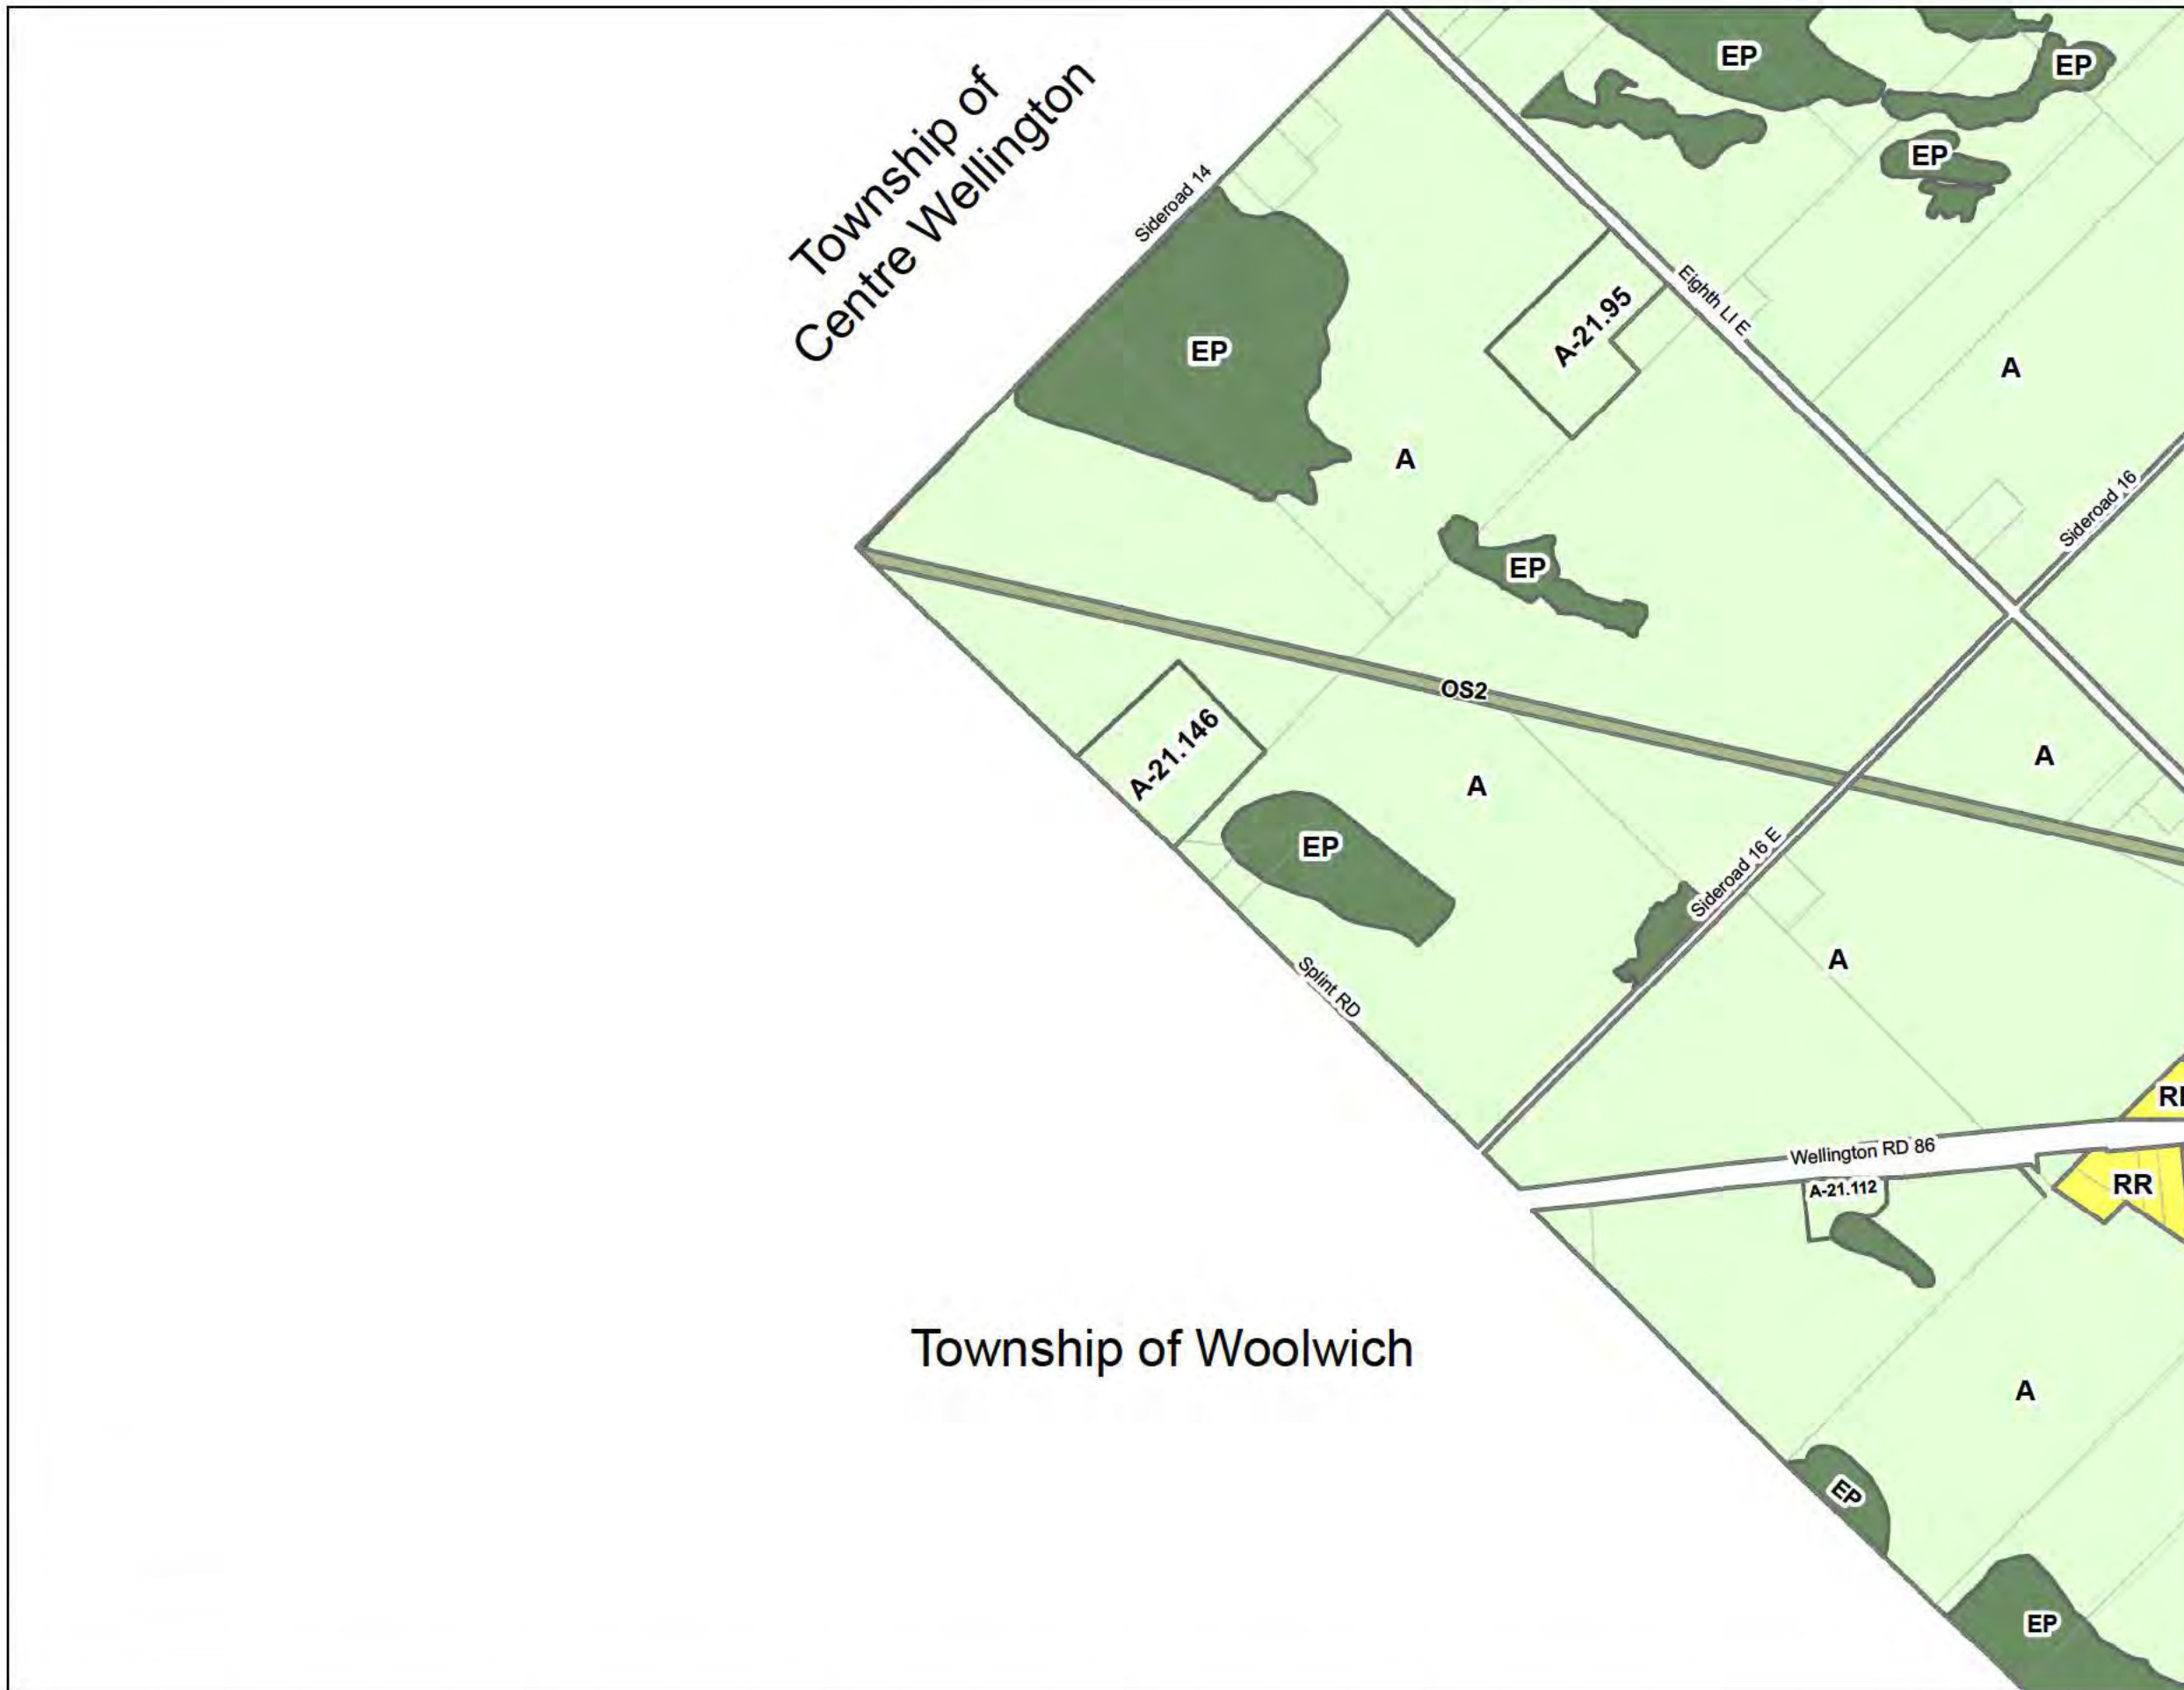 EP
EP
Township of
Centre Wellington
EP
Sideroad 14
Eighth LI E
A-21.95
EP
A
A
Sideroad 16
EP
OS2
A-21.146
A
A
EP
Sideroad 16 E
A
Splint RD
RR
Wellington RD 86
A-21.112
RR
Township of Woolwich
A
EP
EP